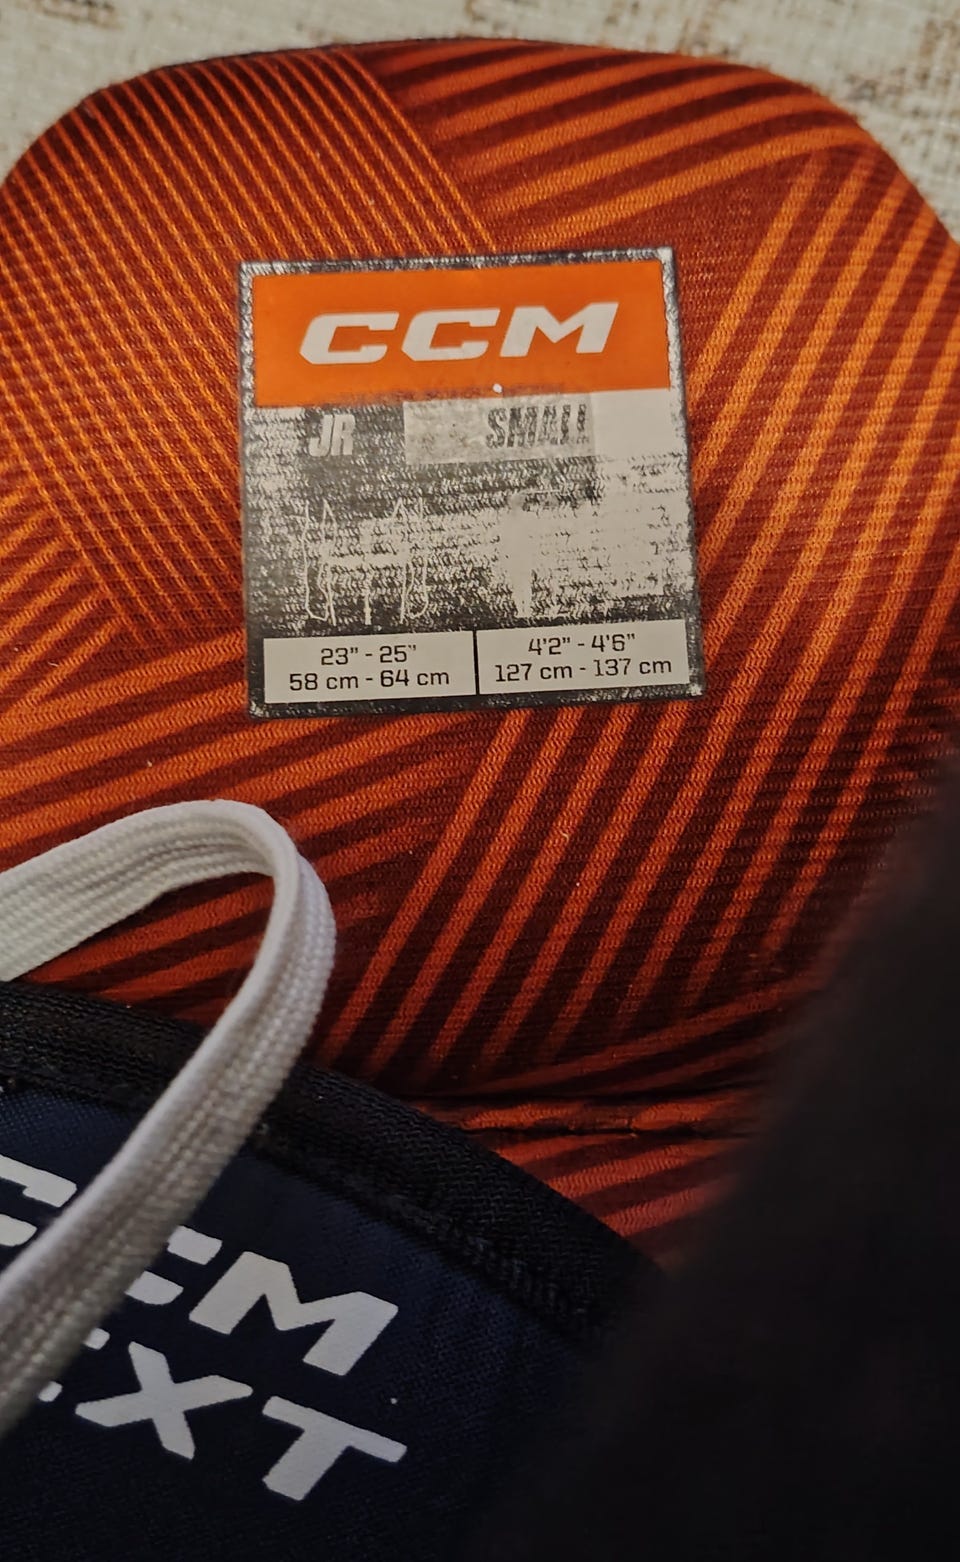 CCM
JR SMALL
23” - 25” 4’2” - 4’6”
58 cm - 64 cm 127 cm - 137 cm